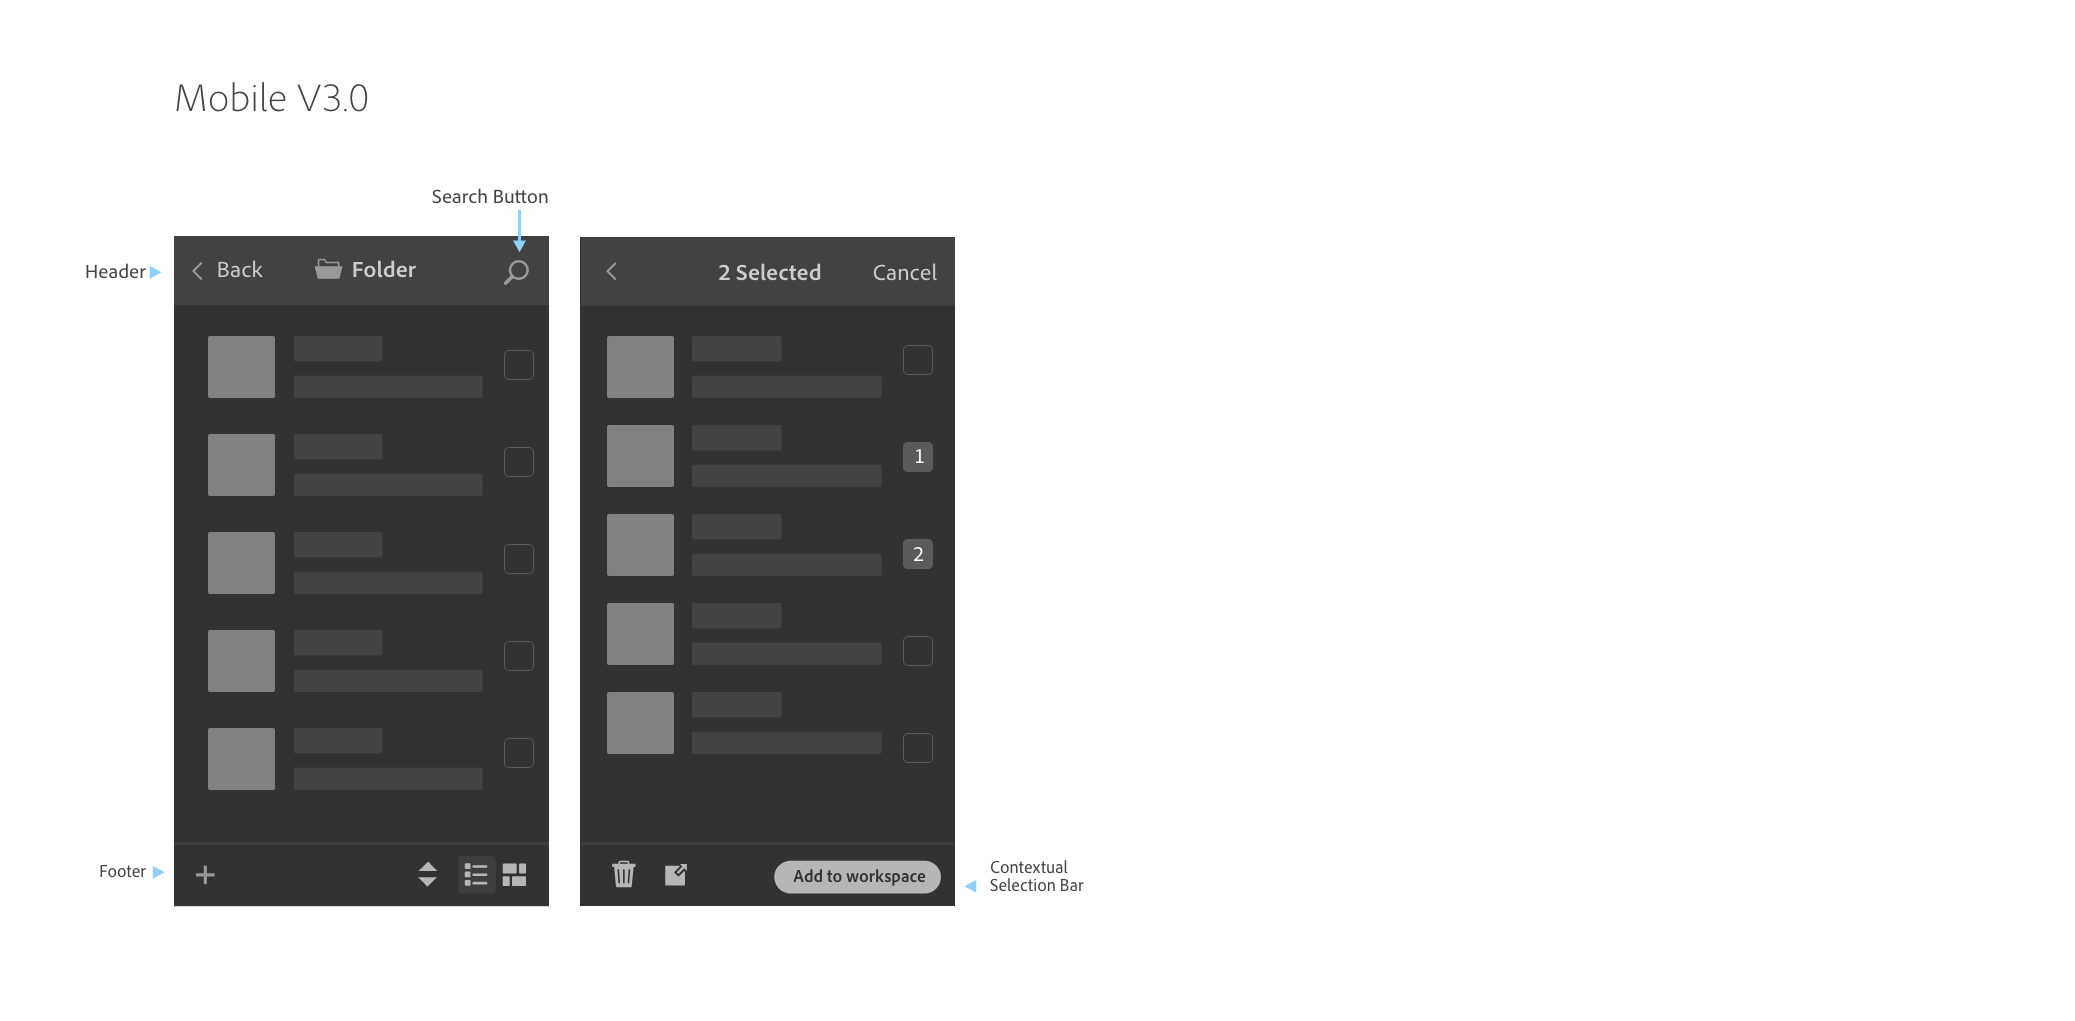 Mobile V3.0
Search Button
Header
Back
Folder
2 Selected
Cancel
1
2
Footer
Add to workspace
Contextual
Selection Bar